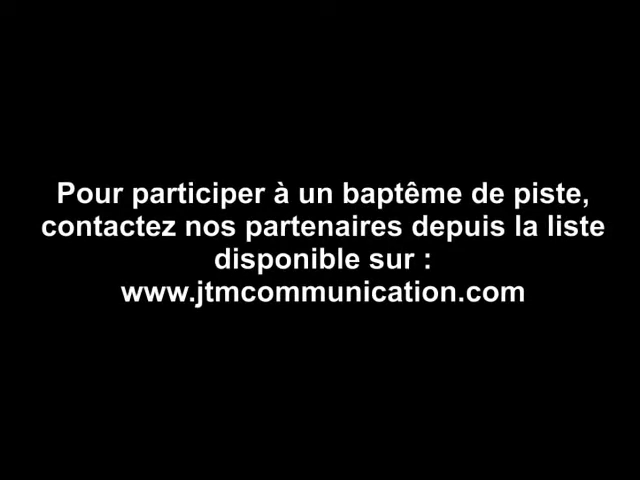 Pour participer à un baptême de piste,
contactez nos partenaires depuis la liste
disponible sur :
www.jtmcommunication.com